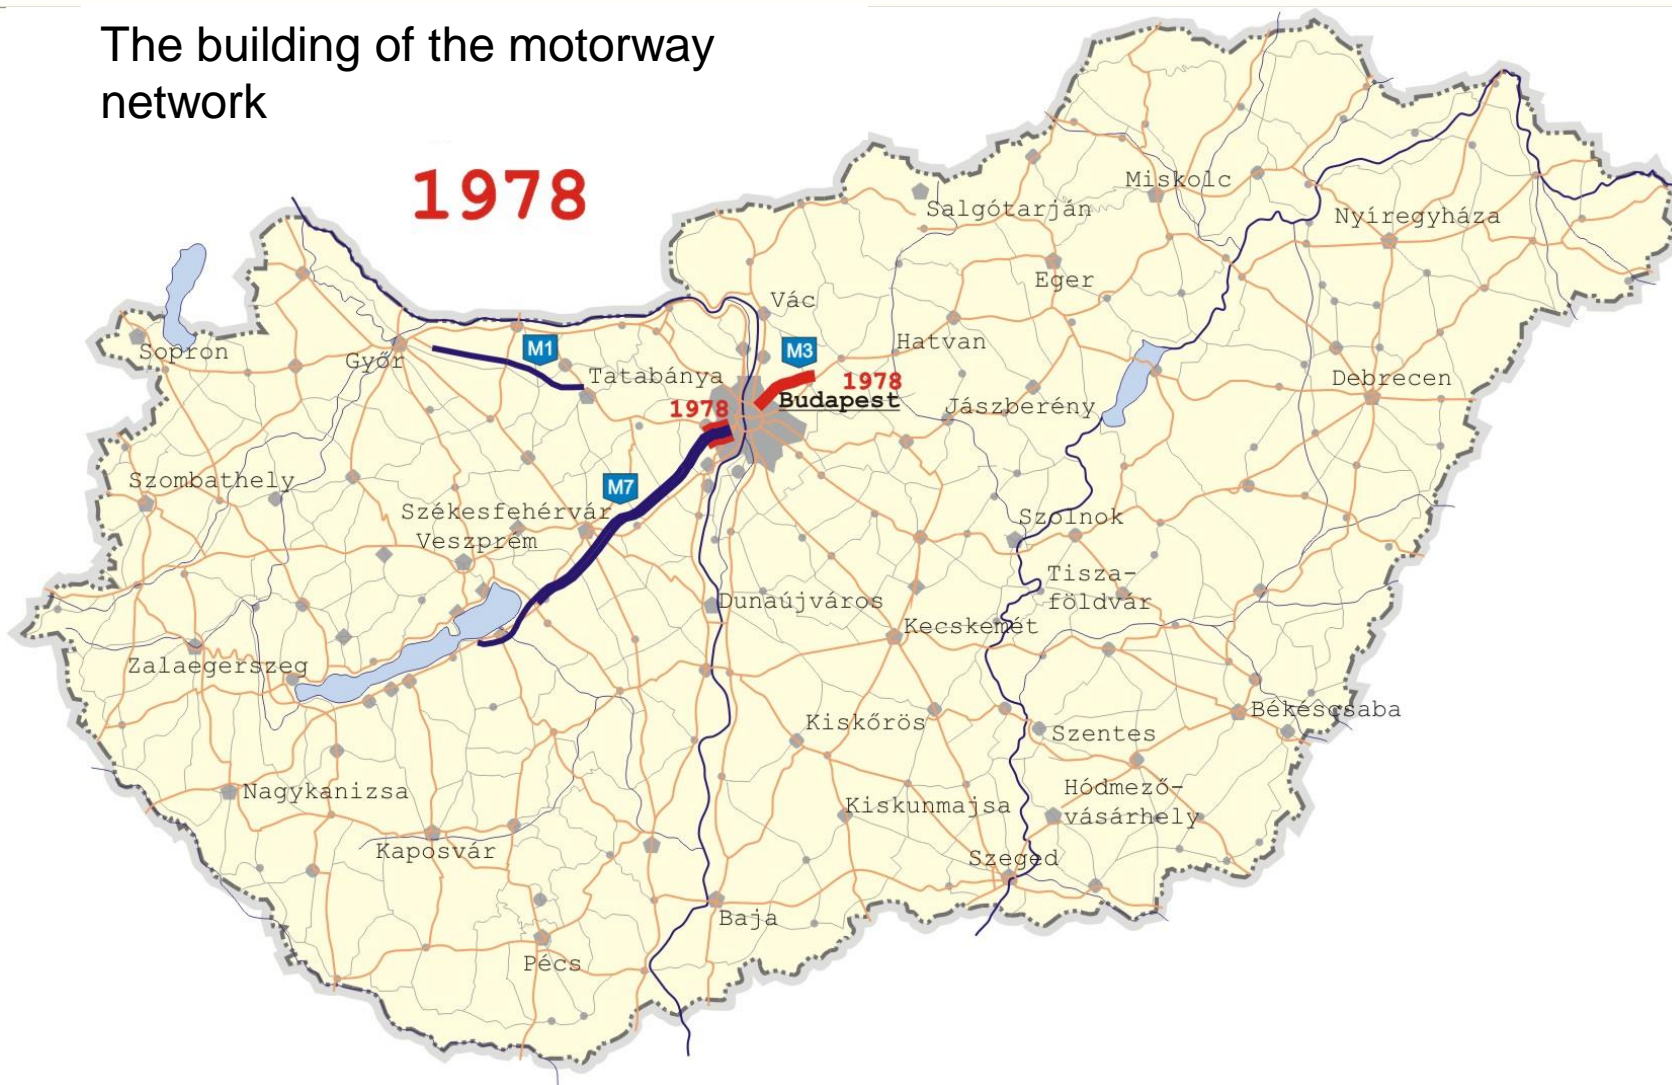 The building of the motorway
network
1978
Miskolc
Salgótarján
Nyíregyháza
Eger
Vác
Sopron
Győr
M1
Hatvan
M3
Tatabánya
1978
Debrecen
Budapest
1978
Jászberény
Szombathely
M7
Székesfehérvár
Veszprém
Szolnok
Tisza-
földvár
Dunaújváros
Kecskemét
Zalaegerszeg
Békéscsaba
Kiskőrös
Szentes
Nagykanizsa
Hódmező-
vásárhely
Kiskunmajsa
Kaposvár
Szeged
Baja
Pécs